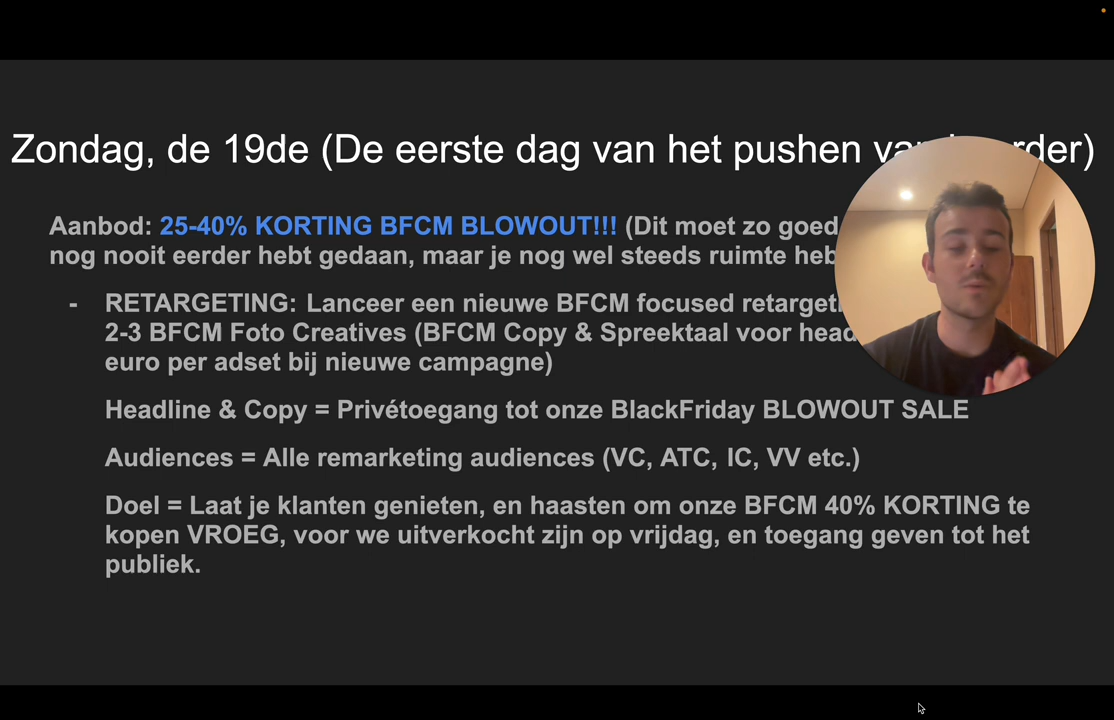 Zondag, de 19de (De eerste dag van het pushen
Aanbod: 25-40% KORTING BFCM BLOWOUT!!! (Dit moet zo goed
nog nooit eerder hebt gedaan, maar je nog wel steeds ruimte
- RETARGETING: Lanceer een nieuwe BFCM focused
2-3 BFCM Foto Creatives (BFCM Copy & Spreektaal voor
euro per adset bij nieuwe campagne)
Headline & Copy = Privétoegang tot onze BlackFriday BLOWOUT SALE
Audiences = Alle remarketing audiences (VC, ATC, IC, VV etc.)
Doel = Laat je klanten genieten, en haasten om onze BFCM 40% KORTING te
kopen VROEG, voor we uitverkocht zijn op vrijdag, en toegang geven tot het
publiek.